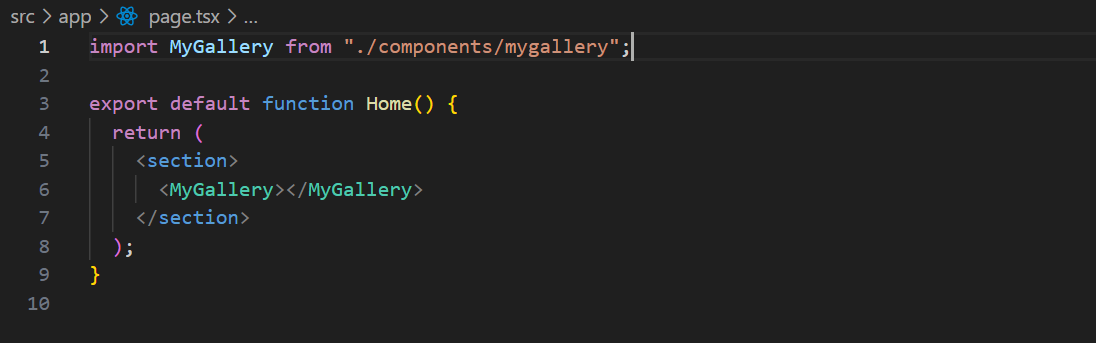 src > app > page.tsx > ...
1 import MyGallery from "./components/mygallery";
2
3 export default function Home() {
4   return (
5     <section>
6       <MyGallery></MyGallery>
7     </section>
8   );
9 }
10